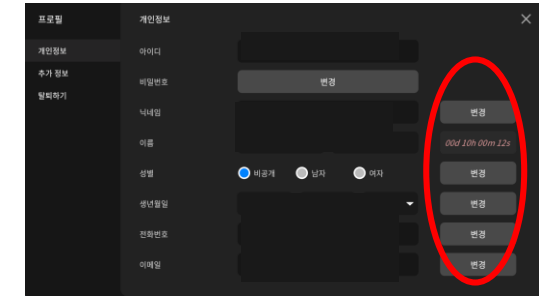 프로필
개인정보
추가 정보
탈퇴하기
개인정보
아이디
비밀번호 변경
닉네임 변경
이름 00d 10h 00m 12s
성별 비공개 남자 여자 변경
생년월일 변경
전화번호 변경
이메일 변경